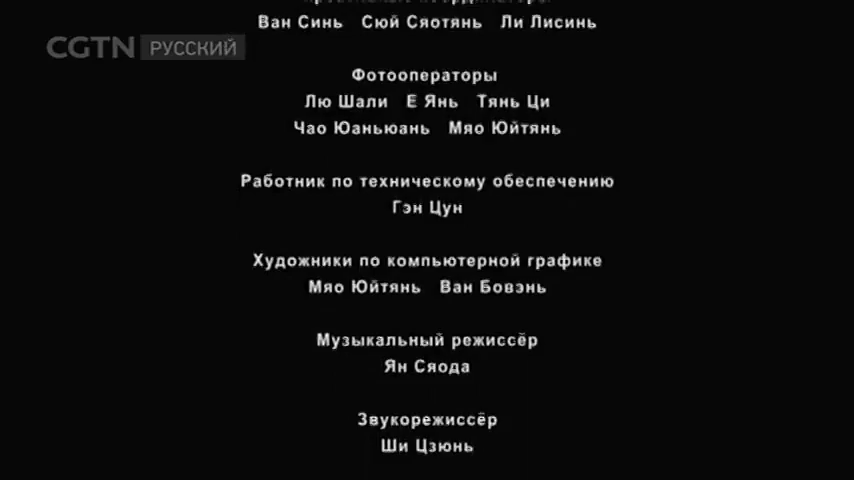 Ван Синь Сюй Сяотянь Ли Лисинь
CGTN РУССКИЙ
Фотооператоры
Лю Шали Е Янь Тянь Ци
Чао Юаньюань Мяо Юйтянь
Работник по техническому обеспечению
Гэн Цун
Художники по компьютерной графике
Мяо Юйтянь Ван Бовэнь
Музыкальный режиссёр
Ян Сяода
Звукорежиссёр
Ши Цзюнь